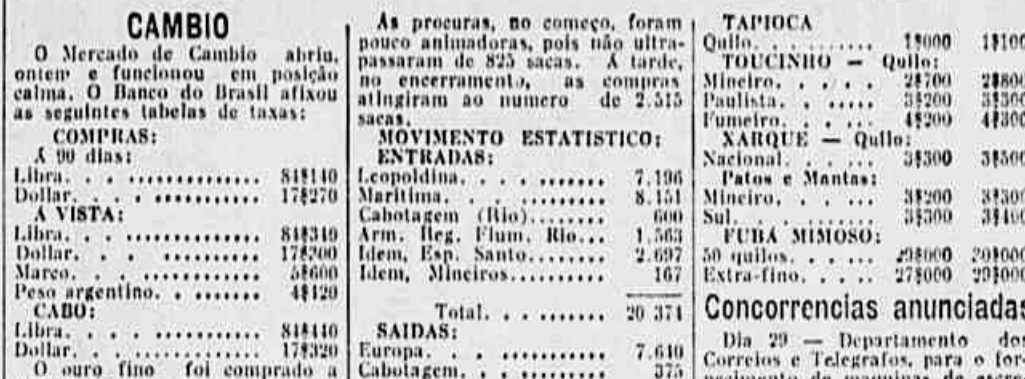 CAMBIO
O Mercado de Cambio abriu,
ontem e funcionou em posição
calma. O Banco do Brasil afixou
as seguintes tabelas de taxas:
COMPRAS:
Á 90 dias:
Libra. . . .............. 84$140
Dollar. . . ............ 17$270
Á VISTA:
Libra. . . ............. 84$340
Dollar. . . ............ 17$300
Marco. . . ............. 5$600
Peso argentino. . ....... 4$120
CABO:
Libra. . . .............. 84$440
Dollar. . . ............ 17$320
O ouro fino foi comprado a
As procuras, no começo, foram
pouco animadoras, pois não ultra-
passaram de 825 sacas. Á tarde,
no encerramento, as compras
atingiram ao numero de 2.515
sacas.
MOVIMENTO ESTATISTICO:
ENTRADAS:
Leopoldina. . . ......... 7.196
Maritima. . . ........... 8.151
Cabotagem (Rio)........ 600
Arm. Reg. Flum. Rio... 1.563
Idem, Esp. Santo........ 2.697
Idem, Mineiros.......... 167
Total. . . ........ 20 374
SAIDAS:
Europa. . . ............. 7.640
Cabotagem. . . ......... 375
TAPIOCA
Quilo. . . .......... 1$000 1$100
TOUCINHO — Quilo:
Mineiro. . . . . . 2$700 2$800
Paulista. . . ..... 3$200 3$300
Fumeiro. . . . ... 4$200 4$300
XARQUE — Quilo:
Nacional. . . ..... 3$300 3$500
Patos e Mantas:
Mineiro. . . . ... 3$200 3$300
Sul. . . . ........ 3$300 3$400
FUBÁ MIMOSO:
50 quilos. . . .... 20$000
Extra-fino. . . ... 27$000
Concorrencias anunciadas
Dia 29 — Departamento dos
Correios e Telegrafos, para o for-
necimento de maquinas de escre-